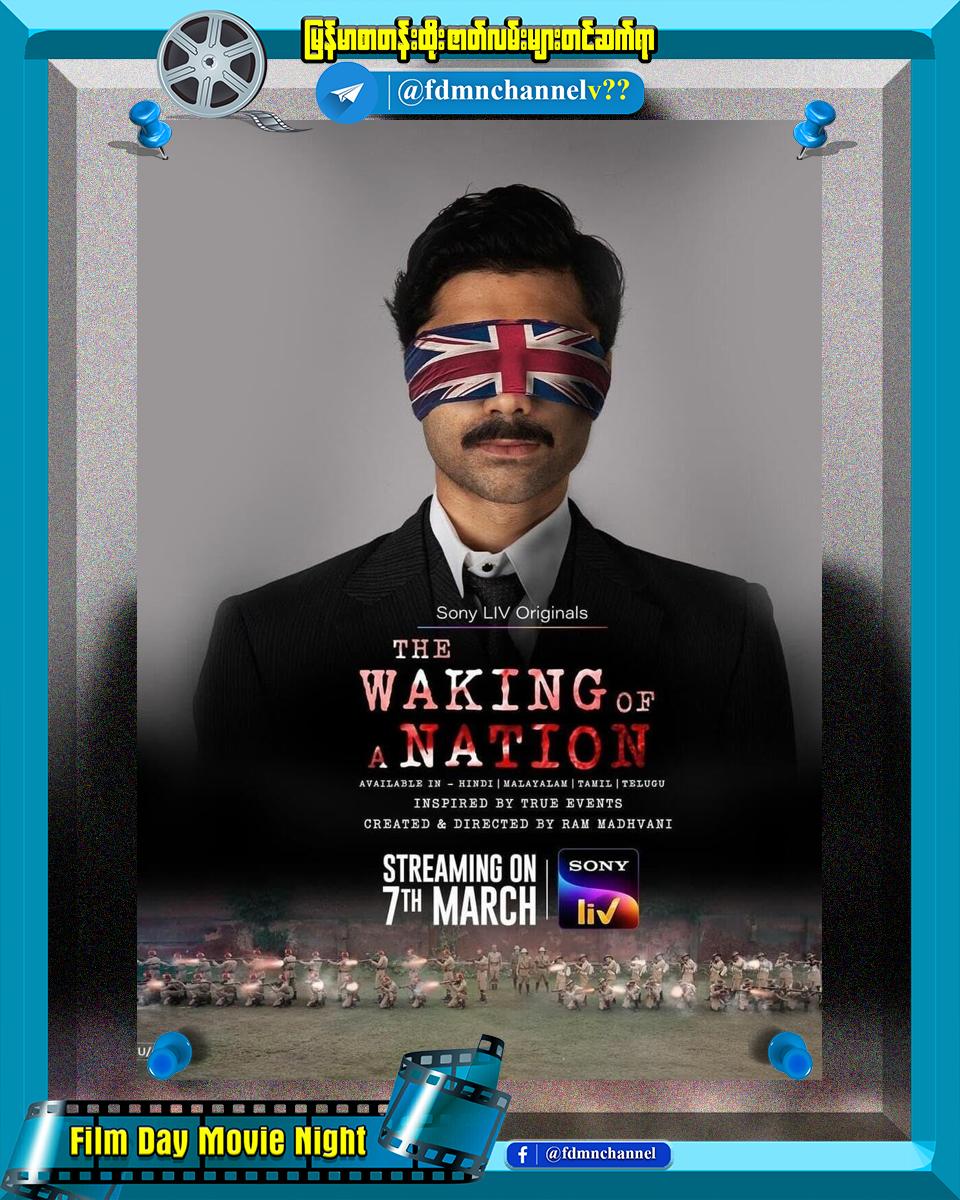 မြန်မာစာတန်းထိုးဇာတ်လမ်းများတင်ဆက်ရာ
@fdmnchannelv??
Sony LIV Originals
THE
WAKING OF
A NATION
AVAILABLE IN - HINDI | MALAYALAM | TAMIL | TELUGU
INSPIRED BY TRUE EVENTS
CREATED & DIRECTED BY RAM MADHVANI
STREAMING ON
7TH MARCH
SONY
liv
U/
Film Day Movie Night
@fdmnchannel